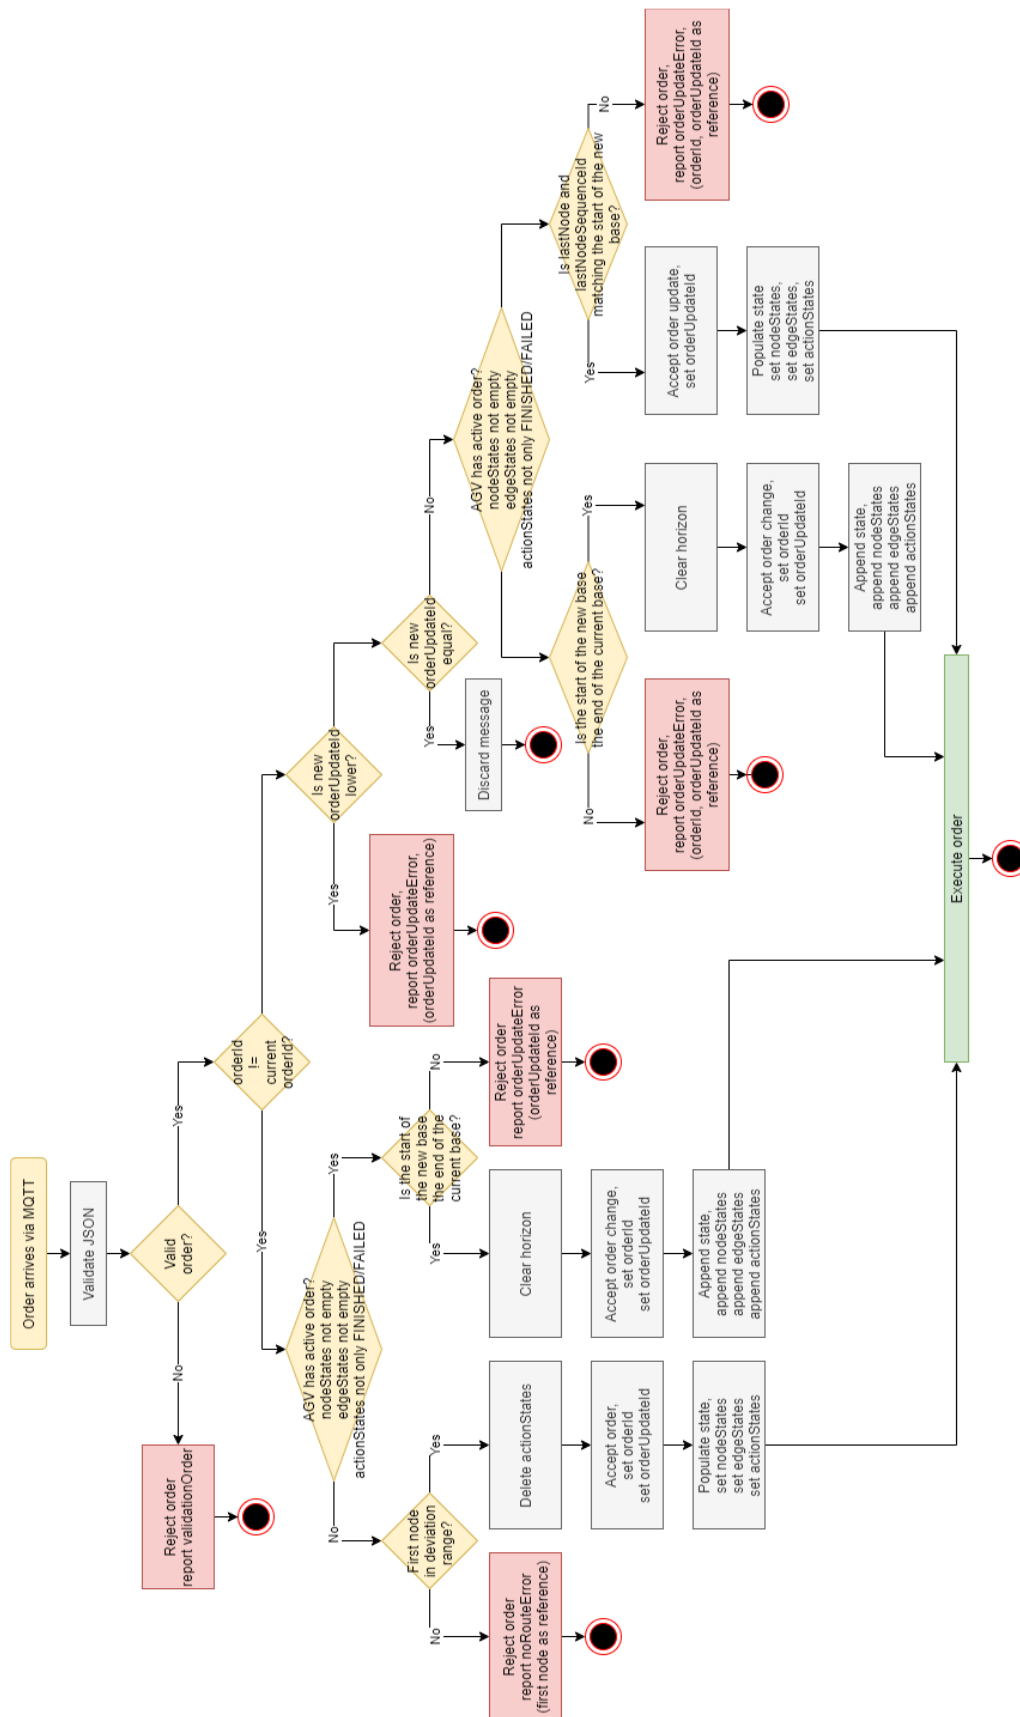 Order arrives via MQTT
Validate JSON
Valid
order?
No
Yes
Reject order
report validationOrder
orderId
!=
current
orderId?
Yes
AGV has active order?
nodeStates not empty
edgeStates not empty
actionStates not only FINISHED/FAILED
No
Yes
First node
in deviation
range?
No
Yes
Reject order
report noRouteError
(first node as reference)
Delete actionStates
Accept order,
set orderId
set orderUpdateId
Populate state,
set nodeStates
set edgeStates
set actionStates
Is the start of
the new base
the end of the
current base?
Yes
No
Clear horizon
Accept order change,
set orderId
set orderUpdateId
Append state,
append nodeStates
append edgeStates
append actionStates
Reject order
report orderUpdateError
(orderUpdateId as
reference)
Is new
orderUpdateId
lower?
Yes
Reject order,
report orderUpdateError,
(orderUpdateId as reference)
Is new
orderUpdateId
equal?
Yes
No
Discard message
AGV has active order?
nodeStates not empty
edgeStates not empty
actionStates not only FINISHED/FAILED
Is the start of the new base
the end of the current base?
No
Yes
Reject order,
report orderUpdateError,
(orderId, orderUpdateId as
reference)
Clear horizon
Accept order change,
set orderId
set orderUpdateId
Append state,
append nodeStates
append edgeStates
append actionStates
Is lastNode and
lastNodeSequenceId
matching the start of the new
base?
Yes
No
Accept order update,
set orderUpdateId
Populate state
set nodeStates,
set edgeStates,
set actionStates
Reject order,
report orderUpdateError,
(orderId, orderUpdateId as
reference)
Execute order